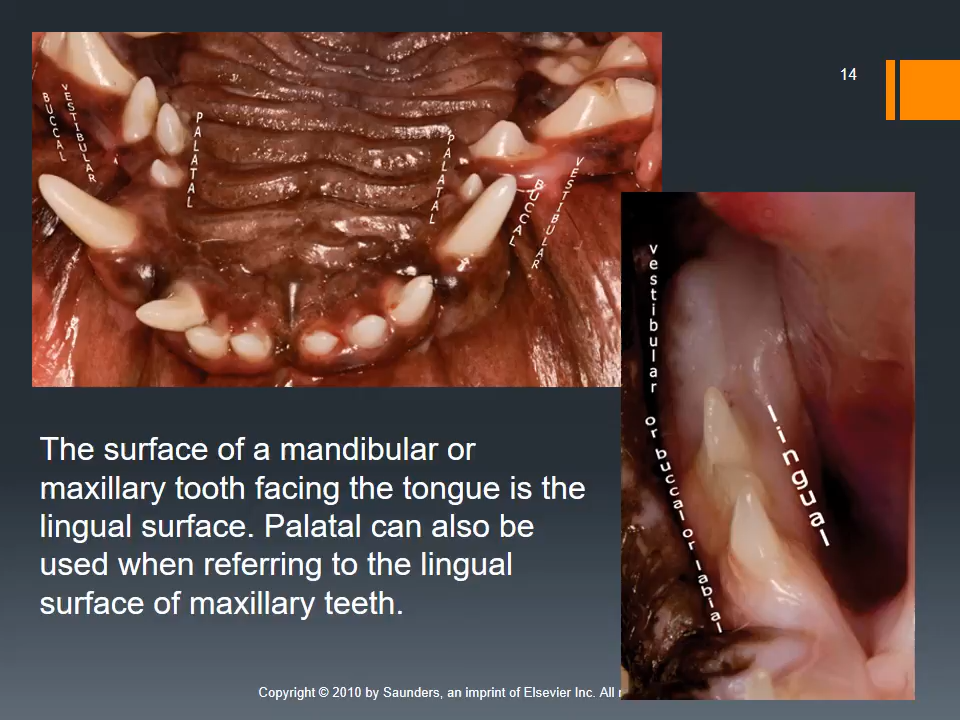 14
BUCCAL
VESTIBULAR
PALATAL
PALATAL
BUCCAL
VESTIBULAR
vestibular or buccal or labial
lingual
The surface of a mandibular or
maxillary tooth facing the tongue is the
lingual surface. Palatal can also be
used when referring to the lingual
surface of maxillary teeth.
Copyright © 2010 by Saunders, an imprint of Elsevier Inc. All